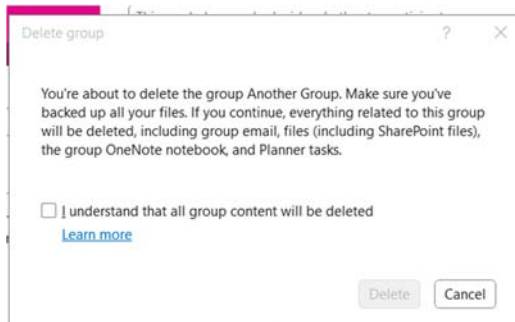 Delete group
?
You're about to delete the group Another Group. Make sure you've
backed up all your files. If you continue, everything related to this group
will be deleted, including group email, files (including SharePoint files),
the group OneNote notebook, and Planner tasks.
I understand that all group content will be deleted
Learn more
Delete Cancel